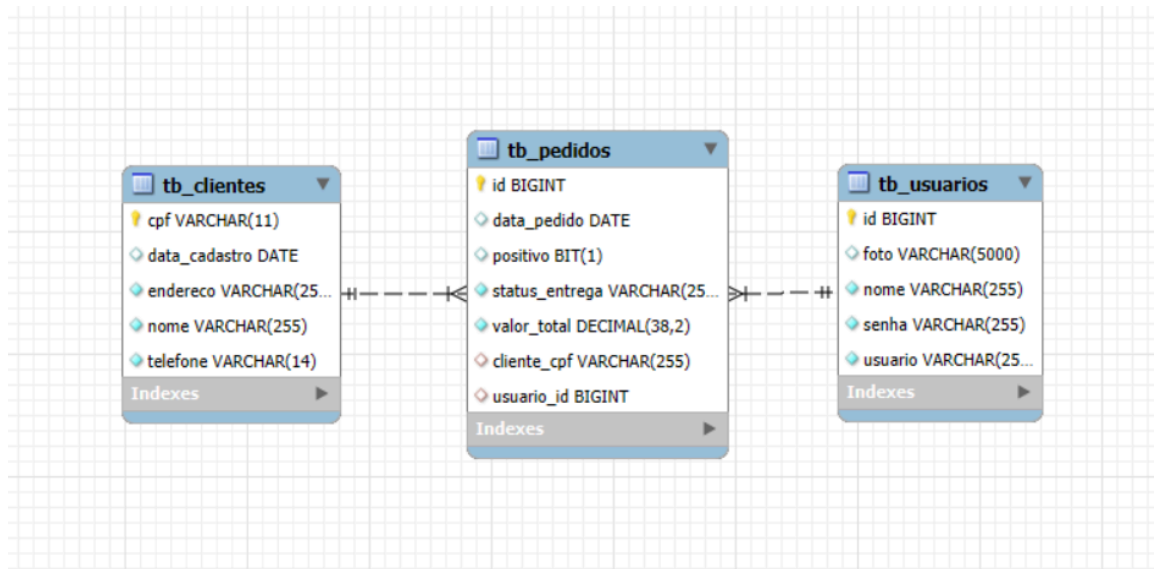 tb_clientes
cpf VARCHAR(11)
data_cadastro DATE
endereco VARCHAR(25...
nome VARCHAR(255)
telefone VARCHAR(14)
Indexes
tb_pedidos
id BIGINT
data_pedido DATE
positivo BIT(1)
status_entrega VARCHAR(25...
valor_total DECIMAL(38,2)
cliente_cpf VARCHAR(255)
usuario_id BIGINT
Indexes
tb_usuarios
id BIGINT
foto VARCHAR(5000)
nome VARCHAR(255)
senha VARCHAR(255)
usuario VARCHAR(25...
Indexes